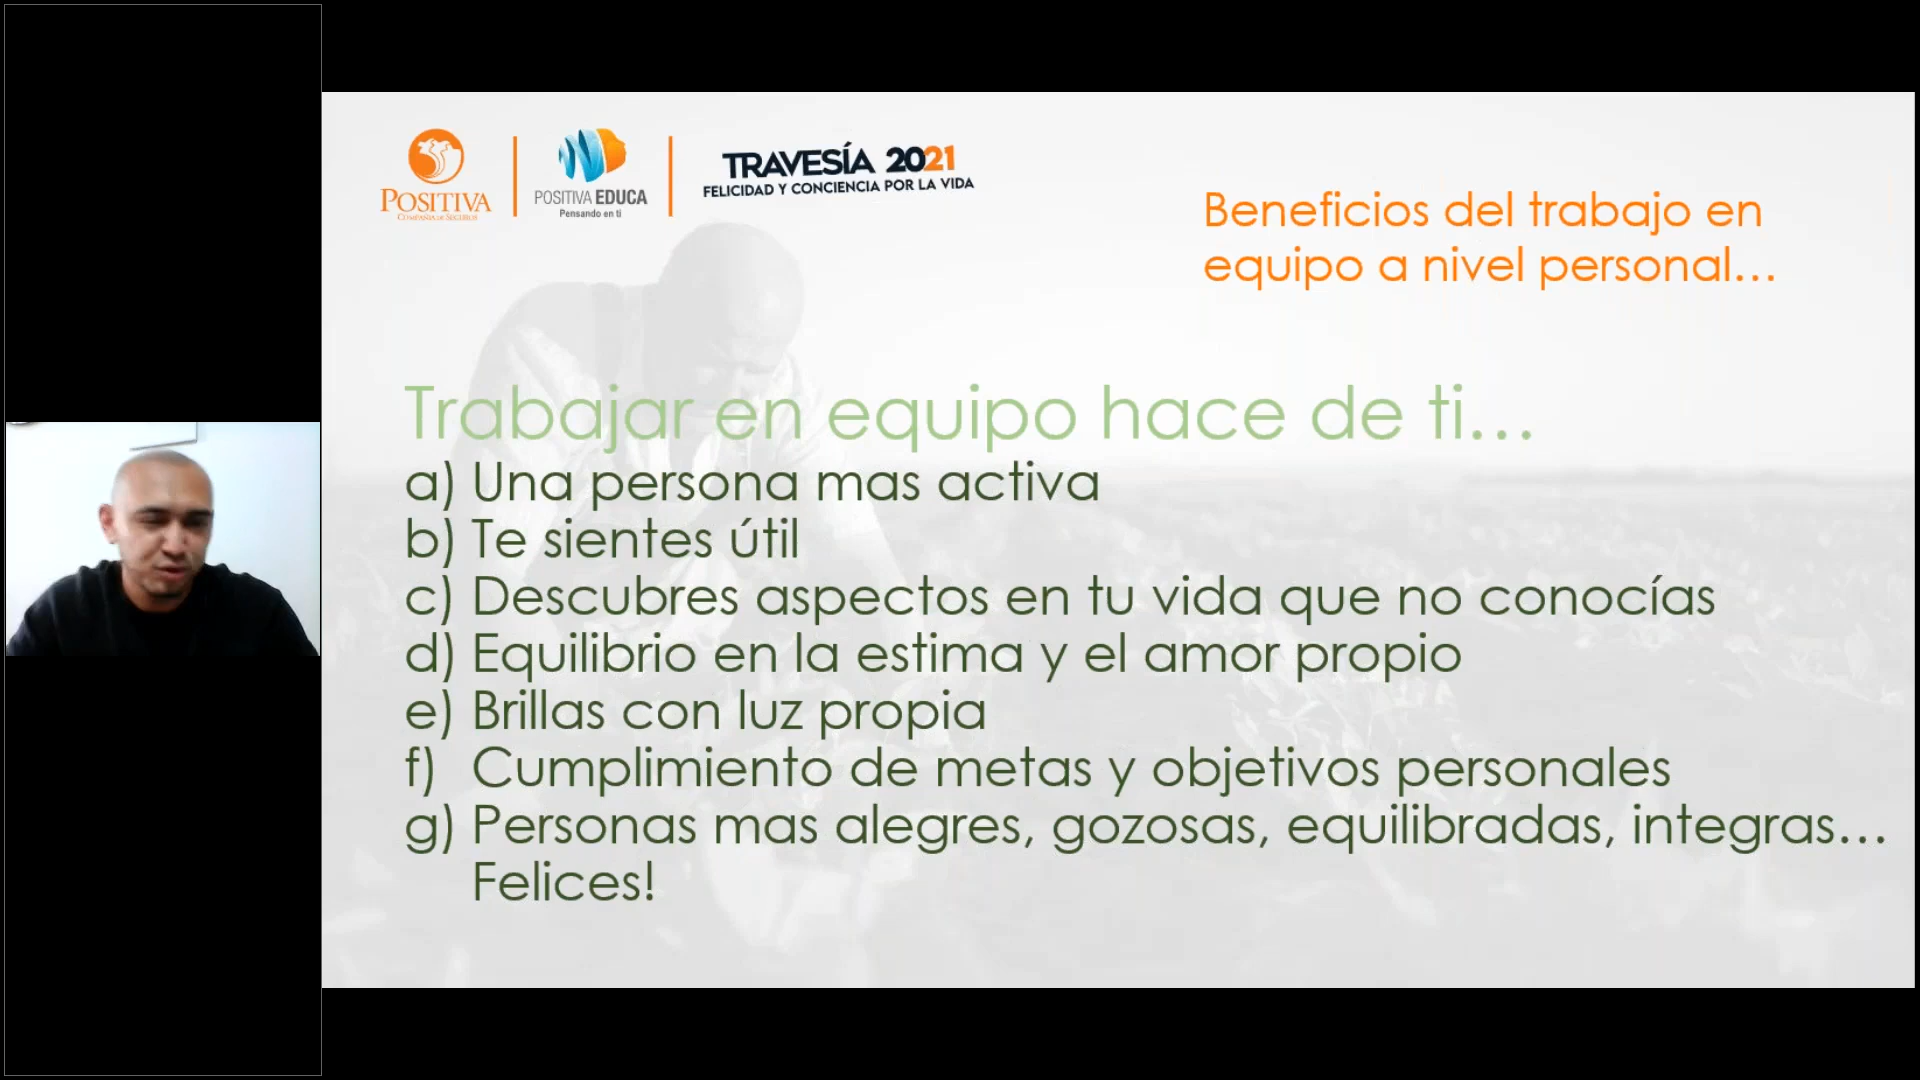 POSITIVA
COMPAÑIA DE SEGUROS
POSITIVA EDUCA
Pensando en ti
TRAVESÍA 2021
FELICIDAD Y CONCIENCIA POR LA VIDA
Beneficios del trabajo en
equipo a nivel personal...
Trabajar en equipo hace de ti...
a) Una persona mas activa
b) Te sientes útil
c) Descubres aspectos en tu vida que no conocías
d) Equilibrio en la estima y el amor propio
e) Brillas con luz propia
f) Cumplimiento de metas y objetivos personales
g) Personas mas alegres, gozosas, equilibradas, integras...
Felices!